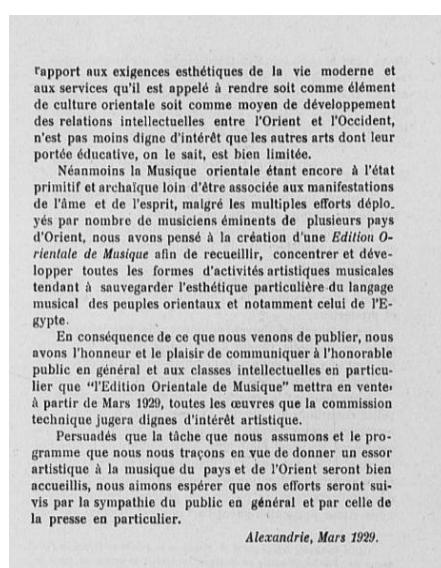 rapport aux exigences esthétiques de la vie moderne et
aux services qu'il est appelé à rendre soit comme élément
de culture orientale soit comme moyen de développement
des relations intellectuelles entre l'Orient et l'Occident,
n'est pas moins digne d'intérêt que les autres arts dont leur
portée éducative, on le sait, est bien limitée.
Néanmoins la Musique orientale étant encore à l'état
primitif et archaïque loin d'être associée aux manifestations
de l'âme et de l'esprit, malgré les multiples efforts déplo-
yés par nombre de musiciens éminents de plusieurs pays
d'Orient, nous avons pensé à la création d'une Edition O-
rientale de Musique afin de recueillir, concentrer et déve-
lopper toutes les formes d'activités artistiques musicales
tendant à sauvegarder l'esthétique particulière du langage
musical des peuples orientaux et notamment celui de l'E-
gypte.
En conséquence de ce que nous venons de publier, nous
avons l'honneur et le plaisir de communiquer à l'honorable
public en général et aux classes intellectuelles en particu-
lier que "l'Edition Orientale de Musique" mettra en vente,
à partir de Mars 1929, toutes les œuvres que la commission
technique jugera dignes d'intérêt artistique.
Persuadés que la tâche que nous assumons et le pro-
gramme que nous nous traçons en vue de donner un essor
artistique à la musique du pays et de l'Orient seront bien
accueillis, nous aimons espérer que nos efforts seront sui-
vis par la sympathie du public en général et par celle de
la presse en particulier.
Alexandrie, Mars 1929.